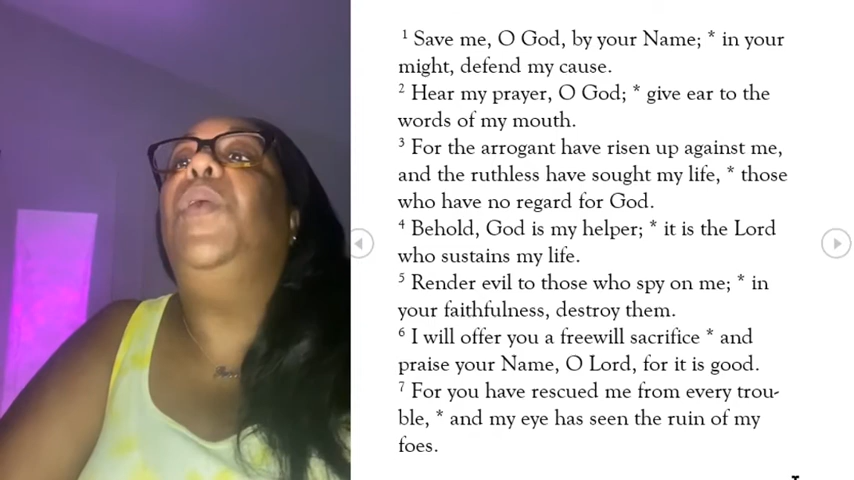 1 Save me, O God, by your Name; * in your
might, defend my cause.
2 Hear my prayer, O God; * give ear to the
words of my mouth.
3 For the arrogant have risen up against me,
and the ruthless have sought my life, * those
who have no regard for God.
4 Behold, God is my helper; * it is the Lord
who sustains my life.
5 Render evil to those who spy on me; * in
your faithfulness, destroy them.
6 I will offer you a freewill sacrifice * and
praise your Name, O Lord, for it is good.
7 For you have rescued me from every trou-
ble, * and my eye has seen the ruin of my
foes.